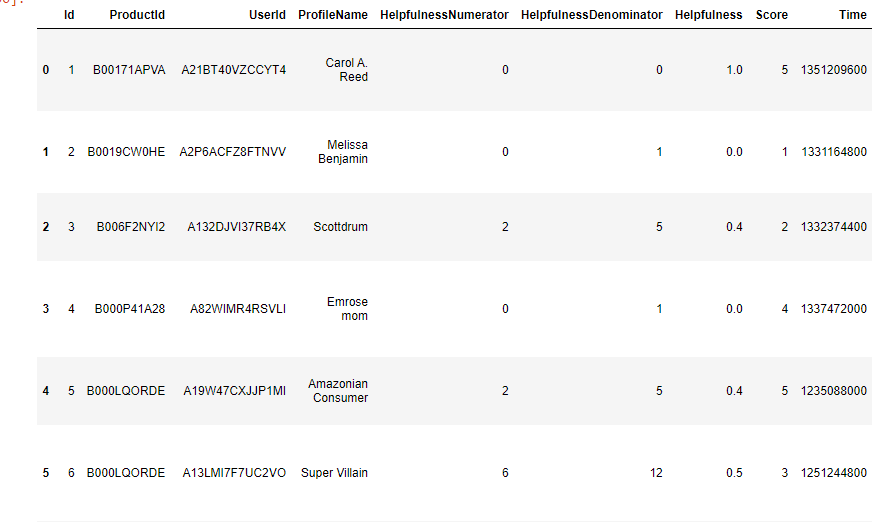 Id ProductId UserId ProfileName HelpfulnessNumerator HelpfulnessDenominator Helpfulness Score Time
0 1 B00171APVA A21BT40VZCCYT4 Carol A. Reed 0 0 1.0 5 1351209600
1 2 B0019CW0HE A2P6ACFZ8FTNVV Melissa Benjamin 0 1 0.0 1 1331164800
2 3 B006F2NYI2 A132DJVI37RB4X Scottdrum 2 5 0.4 2 1332374400
3 4 B000P41A28 A82WIMR4RSVLI Emrose mom 0 1 0.0 4 1337472000
4 5 B000LQORDE A19W47CXJJP1MI Amazonian Consumer 2 5 0.4 5 1235088000
5 6 B000LQORDE A13LMI7F7UC2VO Super Villain 6 12 0.5 3 1251244800